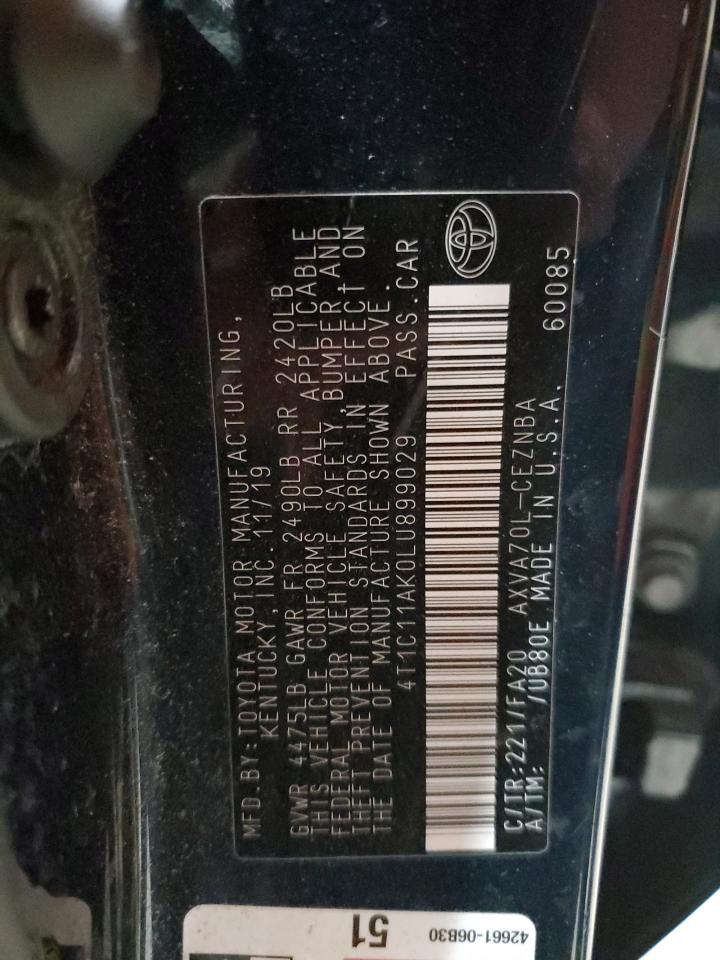 MFD.BY:TOYOTA MOTOR MANUFACTURING,
KENTUCKY, INC. 11/19
GVWR 4475LB GAWR FR 2490LB RR 2420LB
THIS VEHICLE CONFORMS TO ALL APPLICABLE
FEDERAL MOTOR VEHICLE SAFETY,BUMPER,AND
THEFT PREVENTION STANDARDS IN EFFECT ON
THE DATE OF MANUFACTURE SHOWN ABOVE.
4T1C11AK0LU899029 PASS.CAR
C/TR:221/FA20 AXVA70L-CEZNBA
A/TM: /UB80E MADE IN U.S.A. 60085
42661-06B30
51